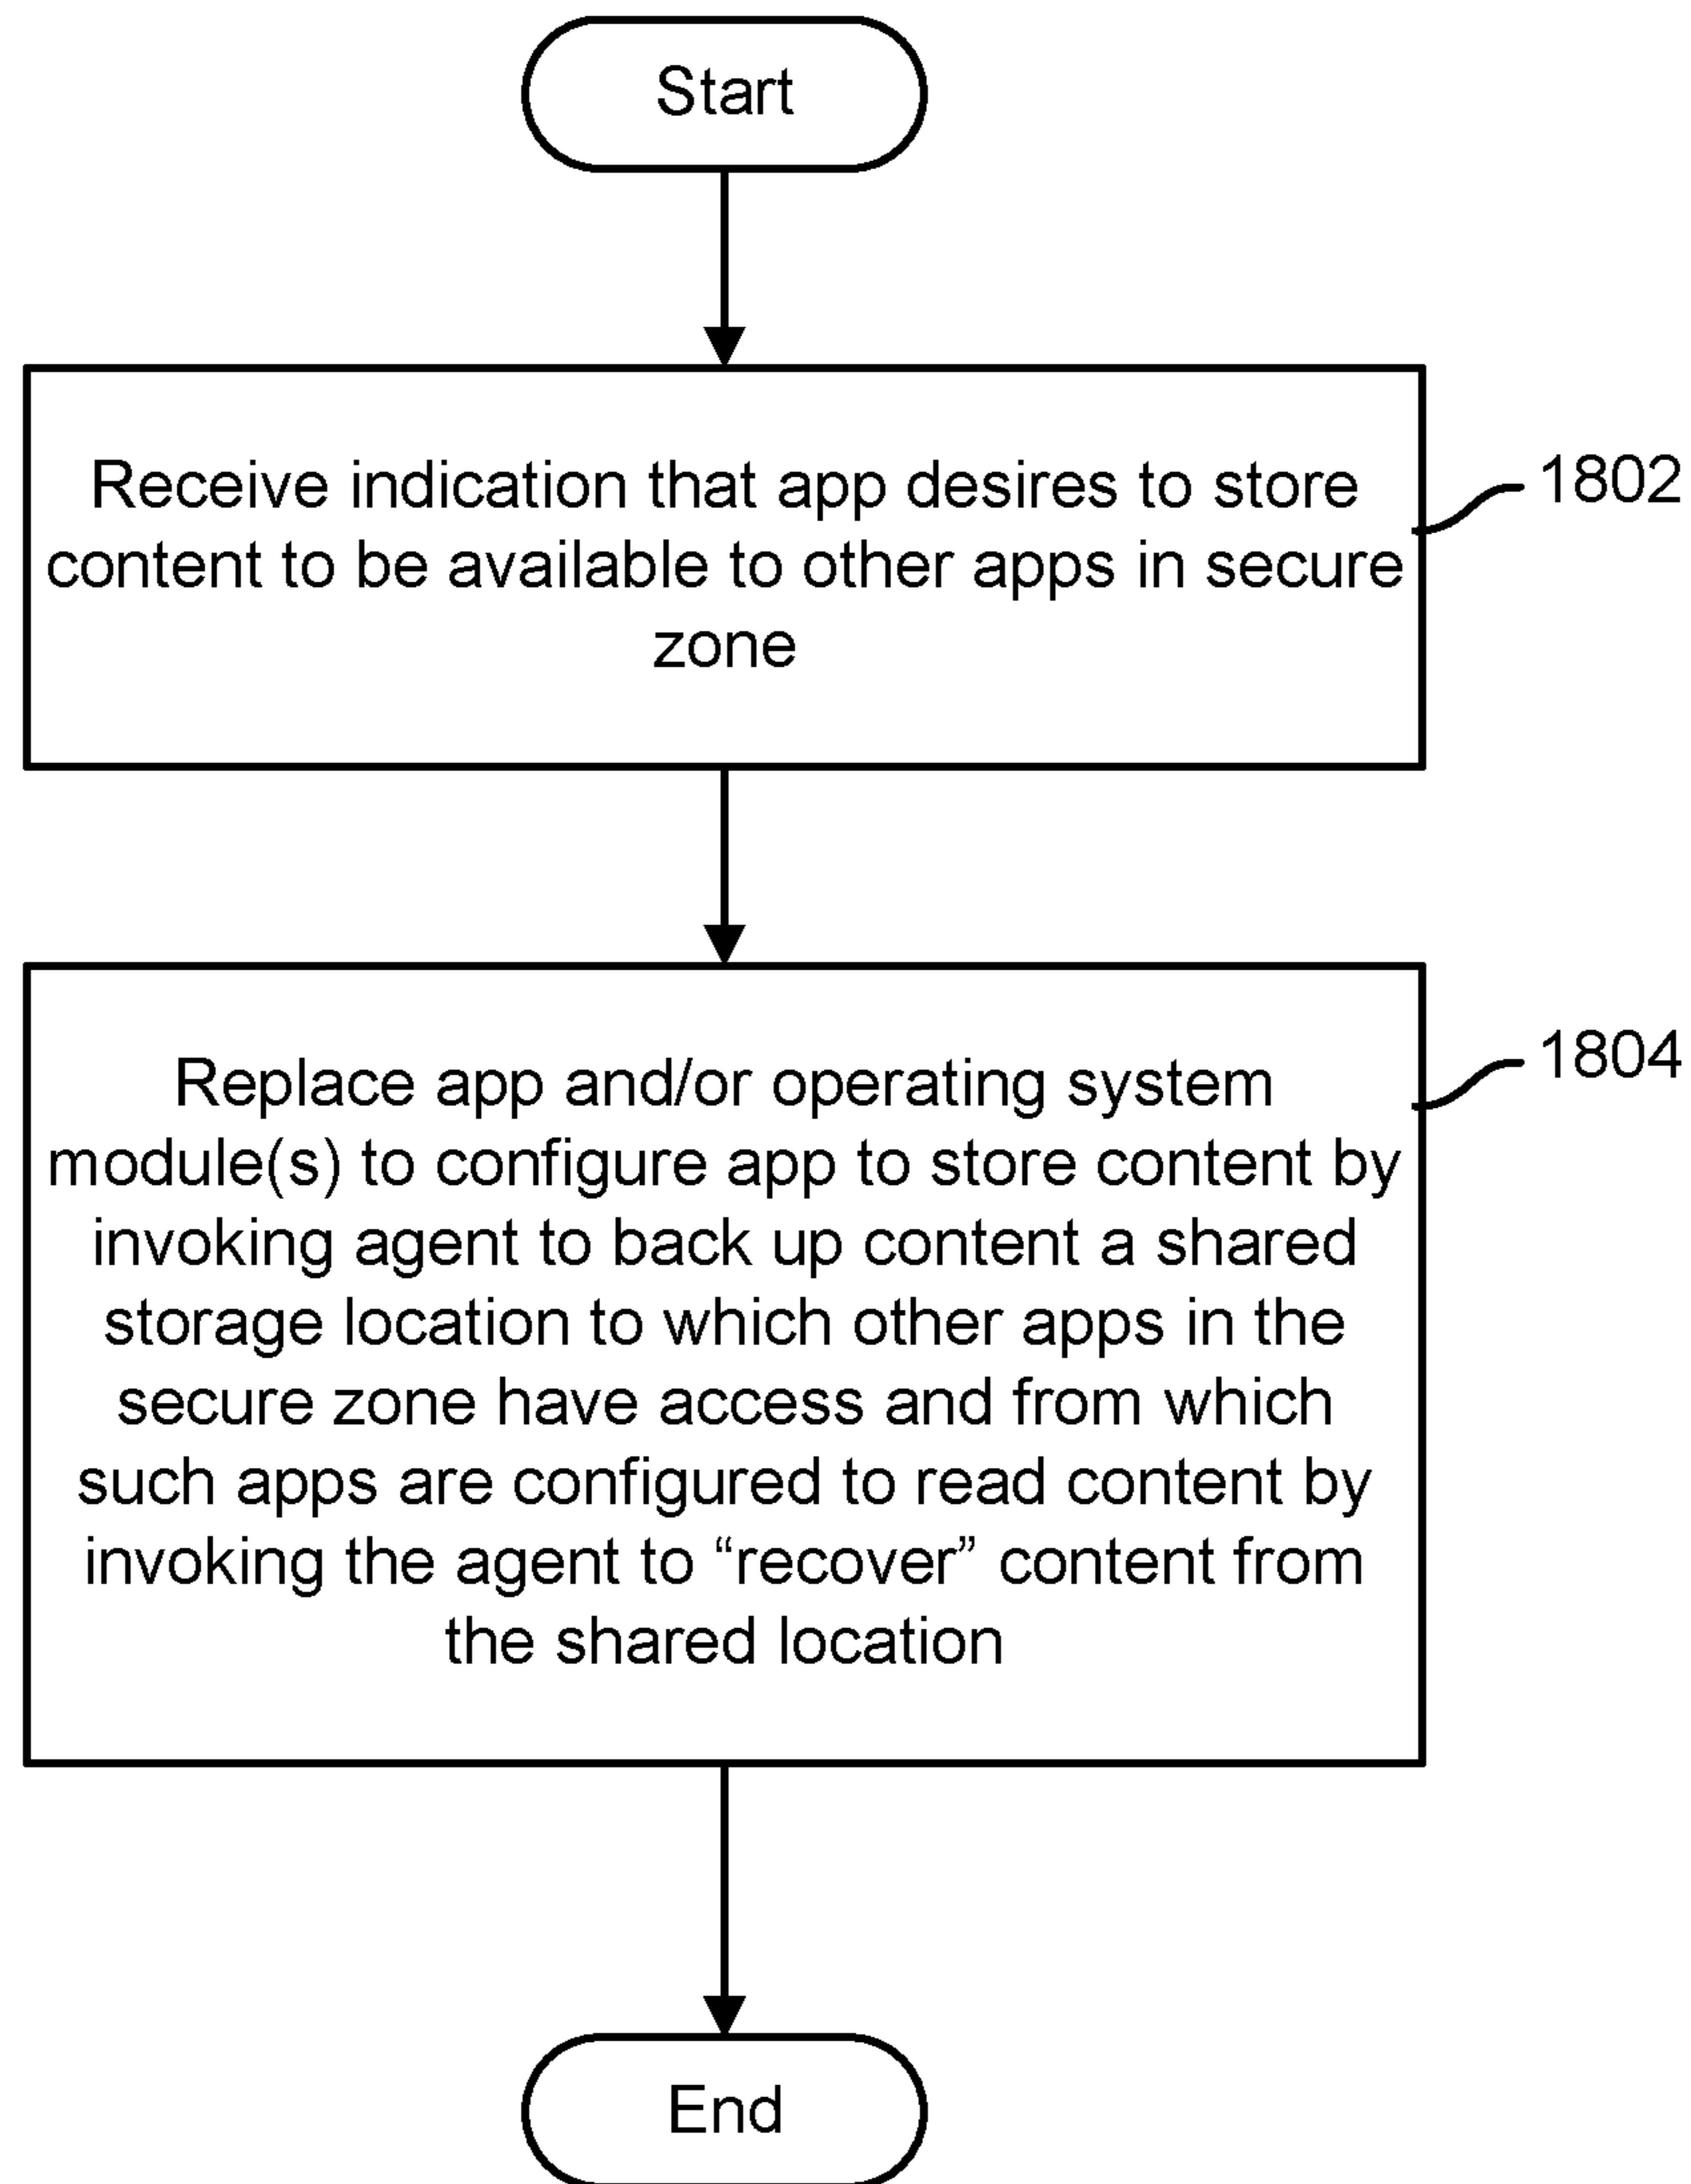 Start
Receive indication that app desires to store
content to be available to other apps in secure
zone
1802
Replace app and/or operating system
module(s) to configure app to store content by
invoking agent to back up content a shared
storage location to which other apps in the
secure zone have access and from which
such apps are configured to read content by
invoking the agent to “recover” content from
the shared location
1804
End